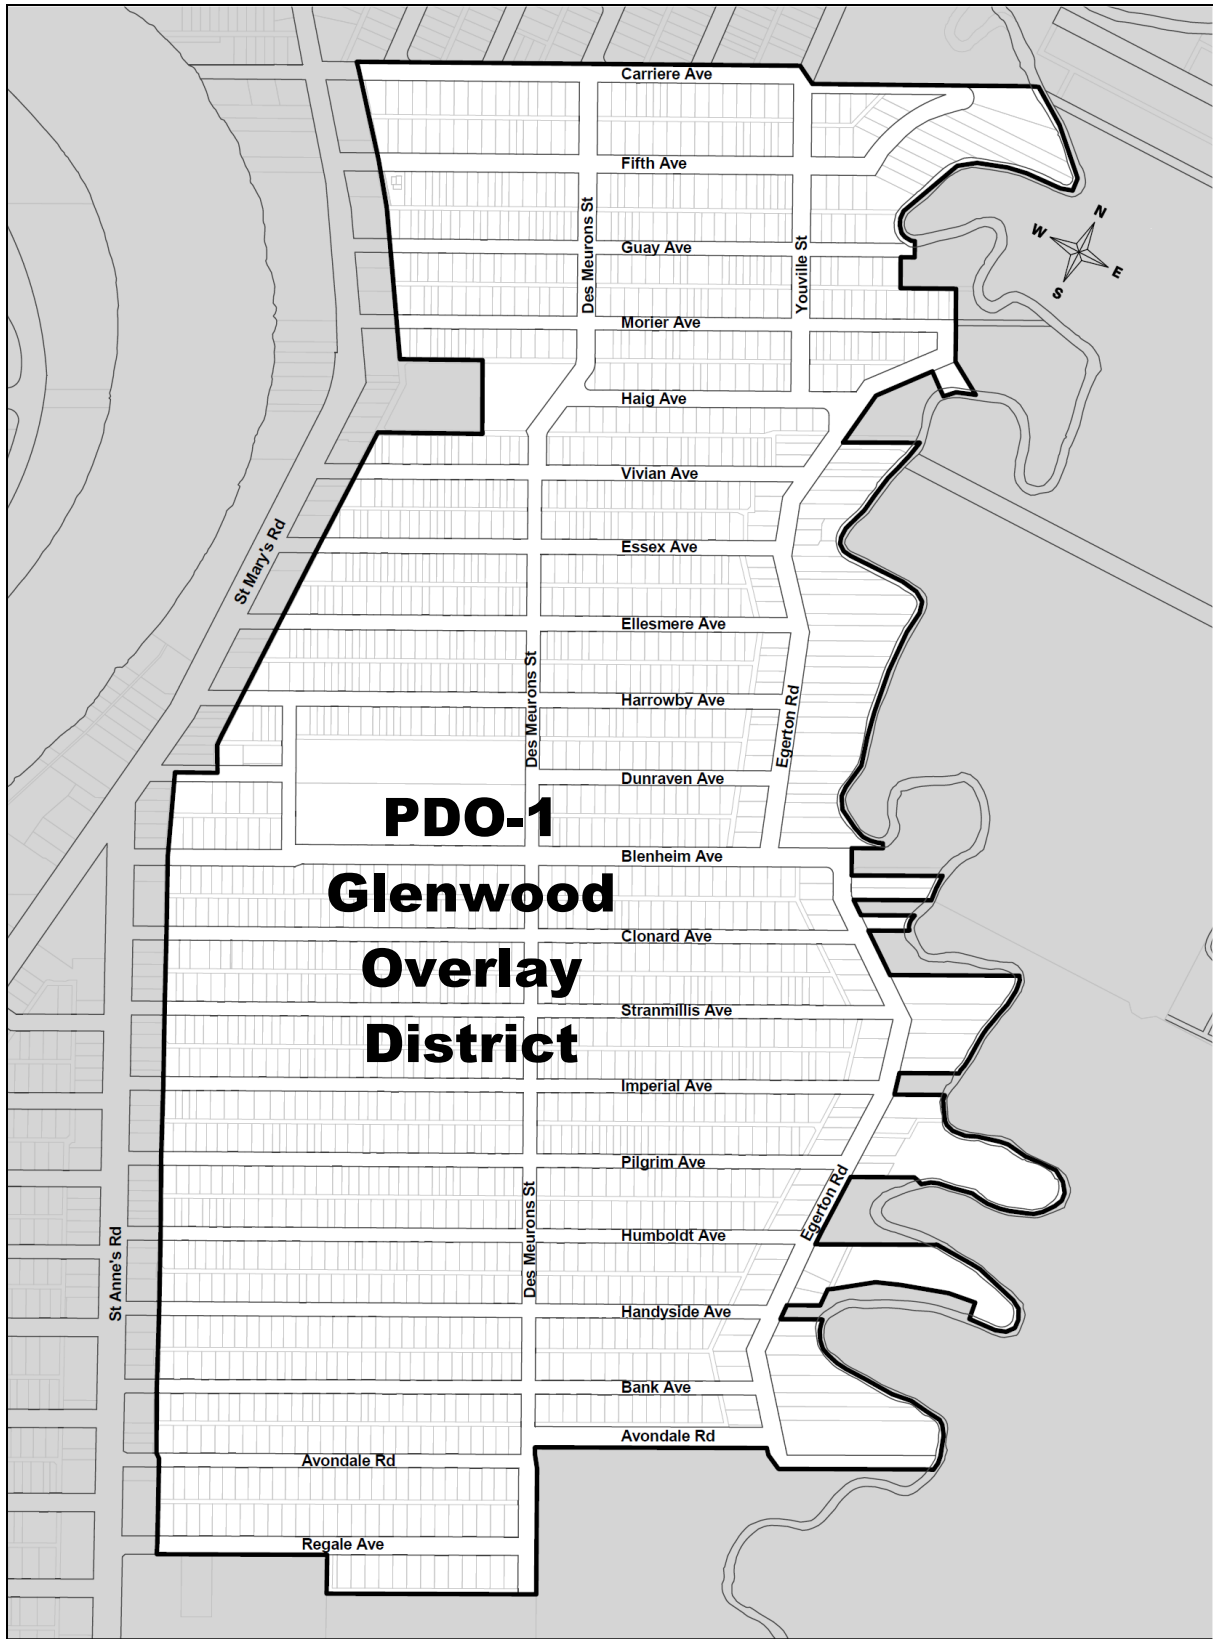 Carriere Ave
Fifth Ave
Des Meurons St
Youville St
N
W
E
S
Guay Ave
Morier Ave
Haig Ave
Vivian Ave
St Mary's Rd
Essex Ave
Ellesmere Ave
Des Meurons St
Harrowby Ave
Egerton Rd
Dunraven Ave
PDO-1
Glenwood
Overlay
District
Blenheim Ave
Clonard Ave
Stranmillis Ave
Imperial Ave
Pilgrim Ave
Des Meurons St
Egerton Rd
Humboldt Ave
St Anne's Rd
Handyside Ave
Bank Ave
Avondale Rd
Avondale Rd
Regale Ave